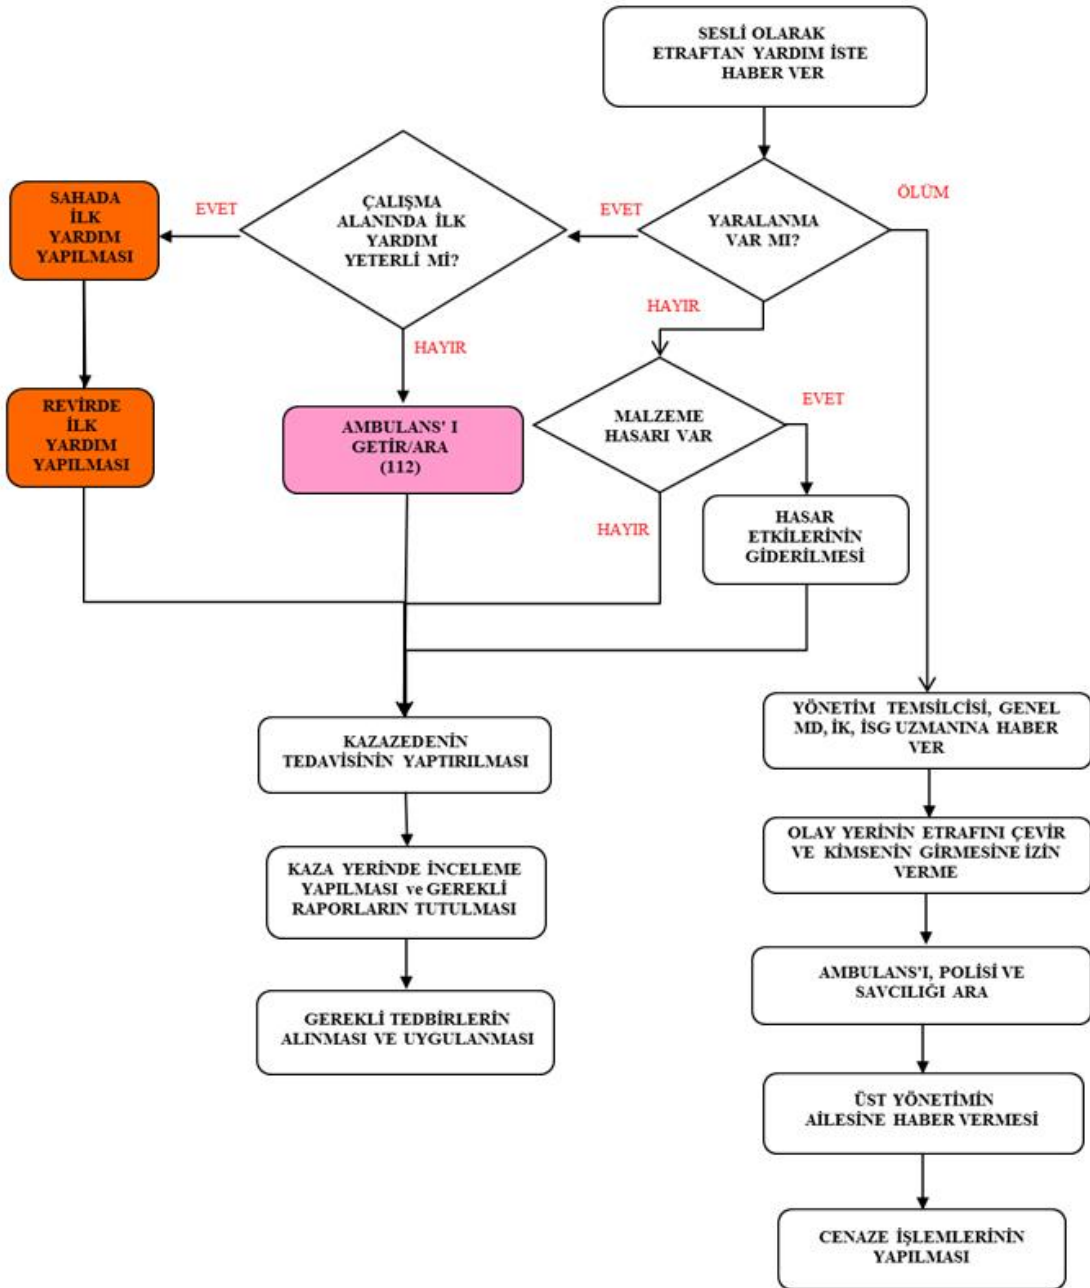 SESLİ OLARAK
ETRAFTAN YARDIM İSTE
HABER VER
ÖLÜM
YARALANMA
VAR MI?
EVET
ÇALIŞMA
ALANINDA İLK
YARDIM
YETERLİ Mİ?
EVET
SAHADA
İLK
YARDIM
YAPILMASI
HAYIR
HAYIR
REVİRDE
İLK
YARDIM
YAPILMASI
AMBULANS' I
GETİR/ARA
(112)
MALZEME
HASARI VAR
EVET
HAYIR
HASAR
ETKİLERİNİN
GİDERİLMESİ
KAZAZEDENİN
TEDAVİSİNİN YAPTIRILMASI
KAZA YERİNDE İNCELEME
YAPILMASI ve GEREKLİ
RAPORLARIN TUTULMASI
GEREKLİ TEDBİRLERİN
ALINMASI VE UYGULANMASI
YÖNETİM TEMSİLCİSİ, GENEL
MD, İK, İSG UZMANINA HABER
VER
OLAY YERİNİN ETRAFINI ÇEVİR
VE KİMSENİN GİRMESİNE İZİN
VERME
AMBULANS'I, POLİSİ VE
SAVCILIĞI ARA
ÜST YÖNETİMİN
AİLESİNE HABER VERMESİ
CENAZE İŞLEMLERİNİN
YAPILMASI